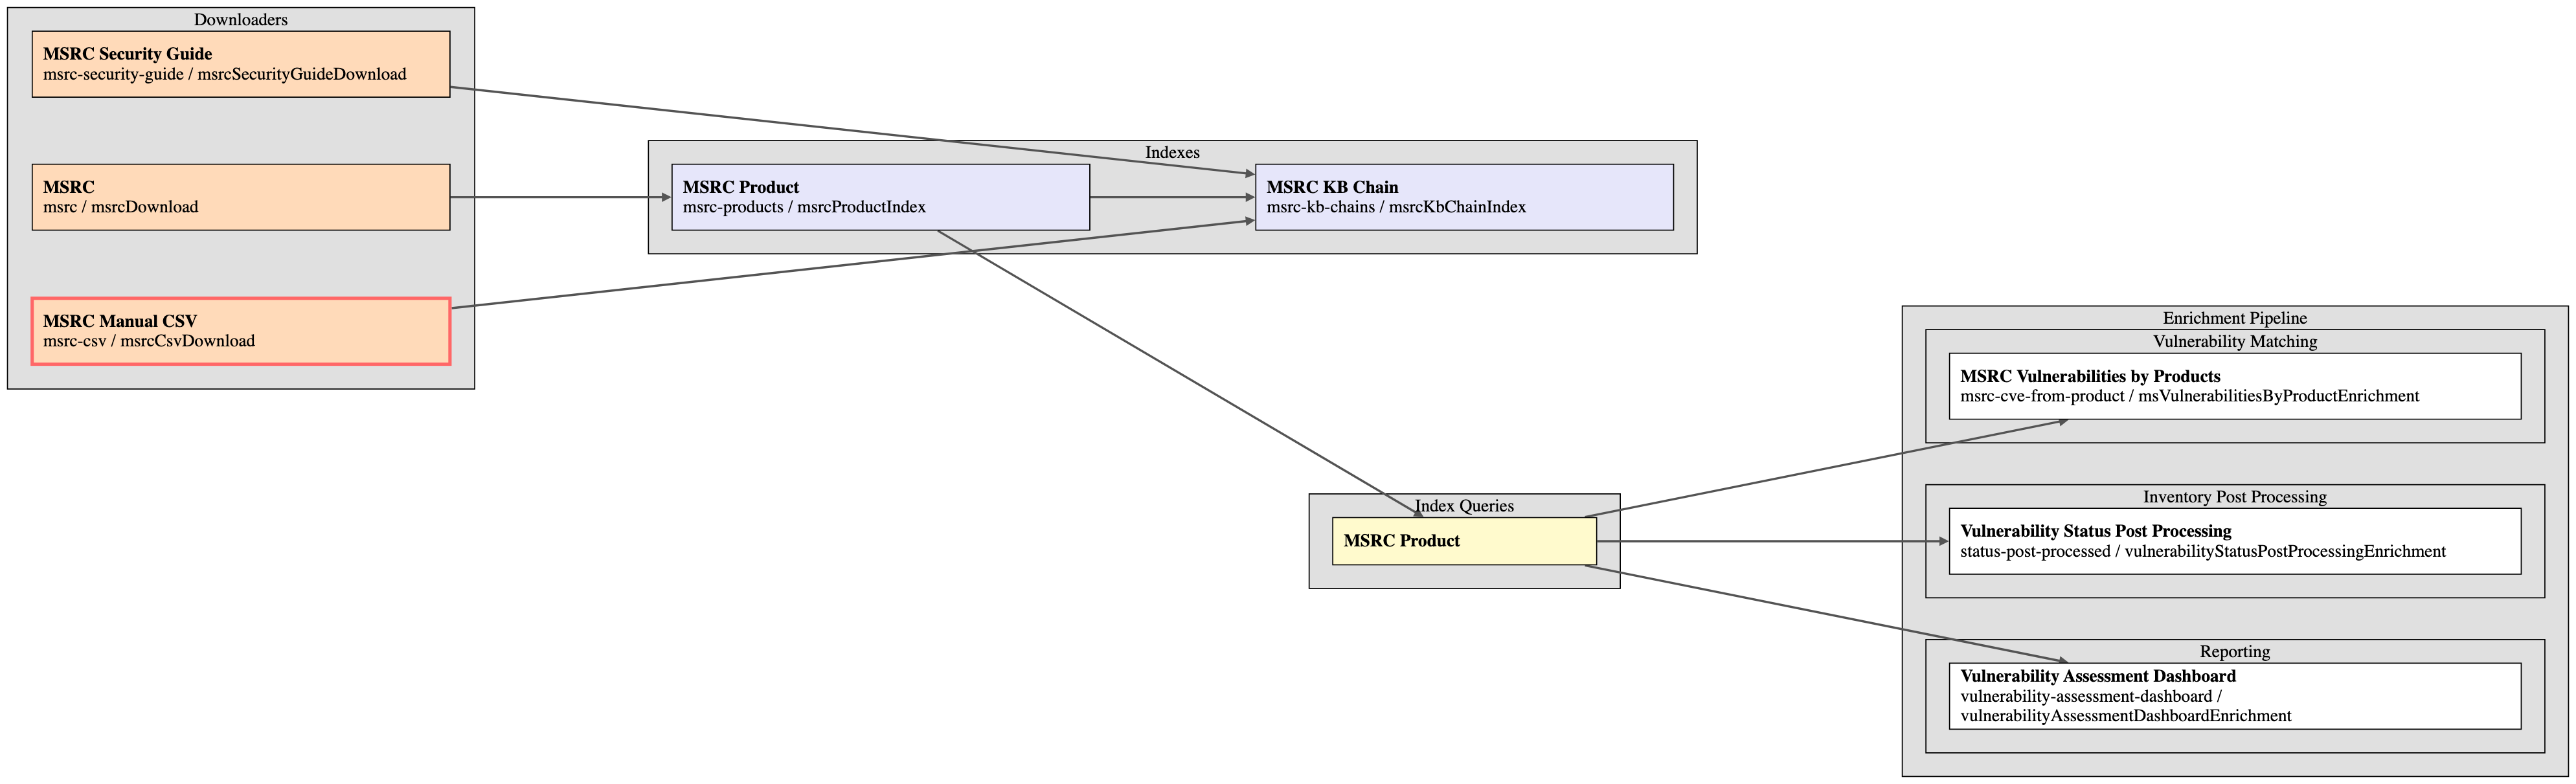 Downloaders
MSRC Security Guide
msrc-security-guide / msrcSecurityGuideDownload
MSRC
msrc / msrcDownload
MSRC Manual CSV
msrc-csv / msrcCsvDownload
Indexes
MSRC Product
msrc-products / msrcProductIndex
MSRC KB Chain
msrc-kb-chains / msrcKbChainIndex
Index Queries
MSRC Product
Enrichment Pipeline
Vulnerability Matching
MSRC Vulnerabilities by Products
msrc-cve-from-product / msVulnerabilitiesByProductEnrichment
Inventory Post Processing
Vulnerability Status Post Processing
status-post-processed / vulnerabilityStatusPostProcessingEnrichment
Reporting
Vulnerability Assessment Dashboard
vulnerability-assessment-dashboard /
vulnerabilityAssessmentDashboardEnrichment